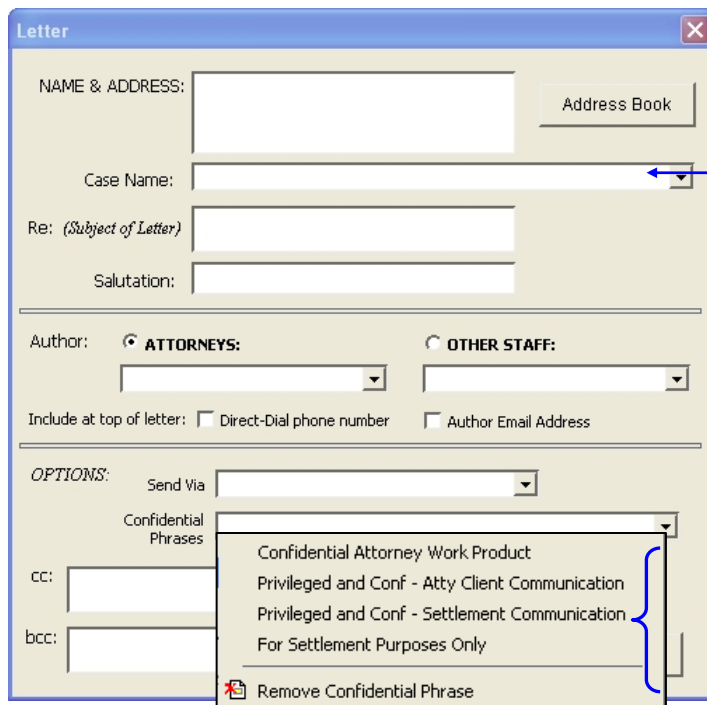 Letter
NAME & ADDRESS:
Address Book
Case Name:
Re: (Subject of Letter)
Salutation:
Author: ATTORNEYS: OTHER STAFF:
Include at top of letter: Direct-Dial phone number Author Email Address
OPTIONS: Send Via
Confidential
Phrases
Confidential Attorney Work Product
cc:
Privileged and Conf - Atty Client Communication
Privileged and Conf - Settlement Communication
bcc:
For Settlement Purposes Only
Remove Confidential Phrase